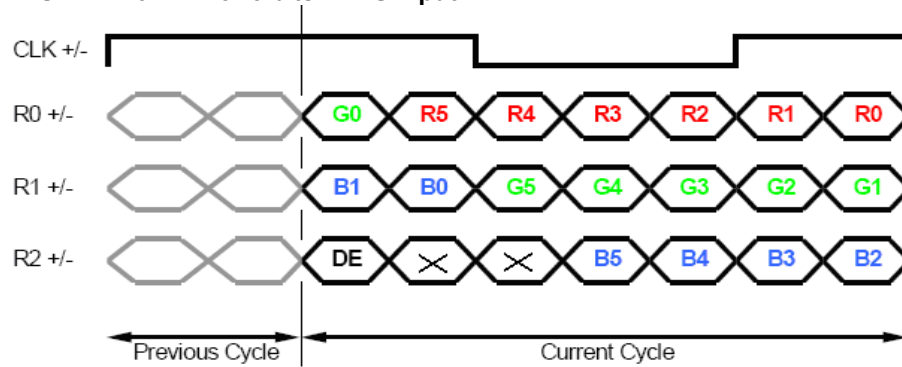 CLK +/-
R0 +/- G0 R5 R4 R3 R2 R1 R0
R1 +/- B1 B0 G5 G4 G3 G2 G1
R2 +/- DE B5 B4 B3 B2
Previous Cycle Current Cycle